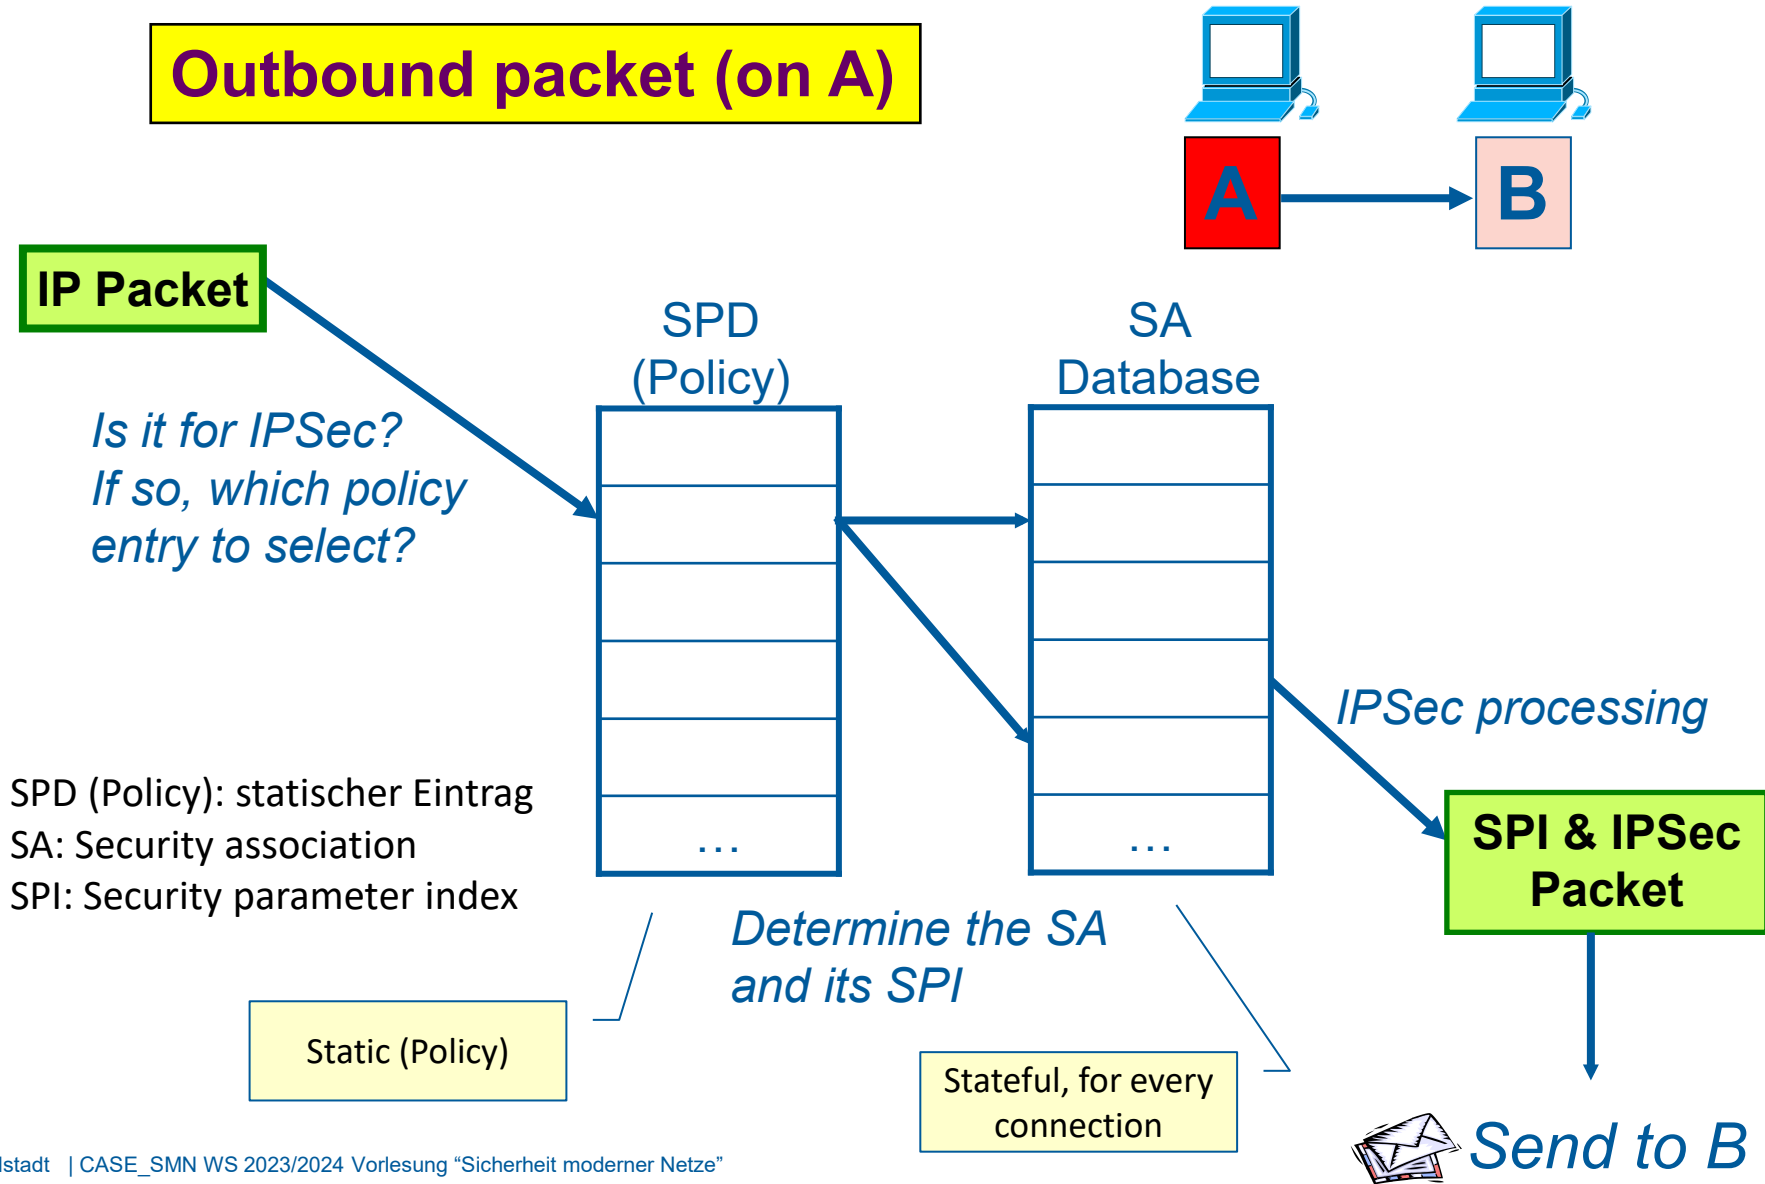 Outbound packet (on A)
A
B
IP Packet
SPD
(Policy)
SA
Database
Is it for IPSec?
If so, which policy
entry to select?
IPSec processing
SPD (Policy): statischer Eintrag
SA: Security association
SPI: Security parameter index
...
...
SPI & IPSec
Packet
Determine the SA
and its SPI
Static (Policy)
Stateful, for every
connection
Send to B
lstadt | CASE_SMN WS 2023/2024 Vorlesung “Sicherheit moderner Netze”